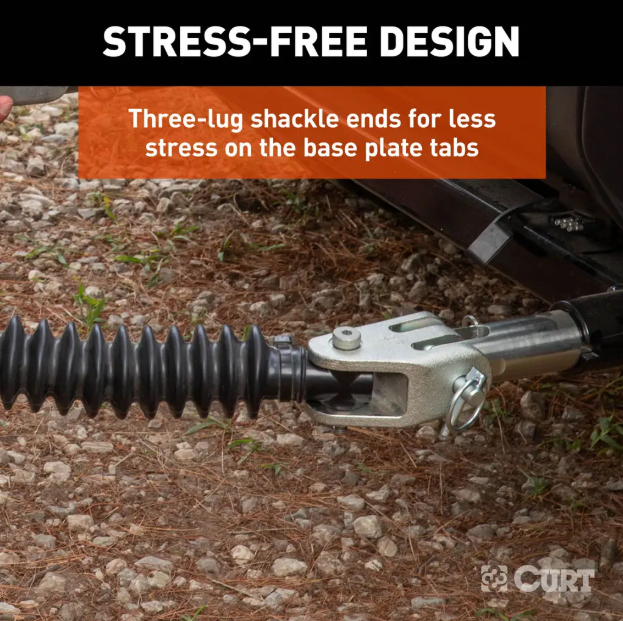 STRESS-FREE DESIGN
Three-lug shackle ends for less
stress on the base plate tabs
CURT